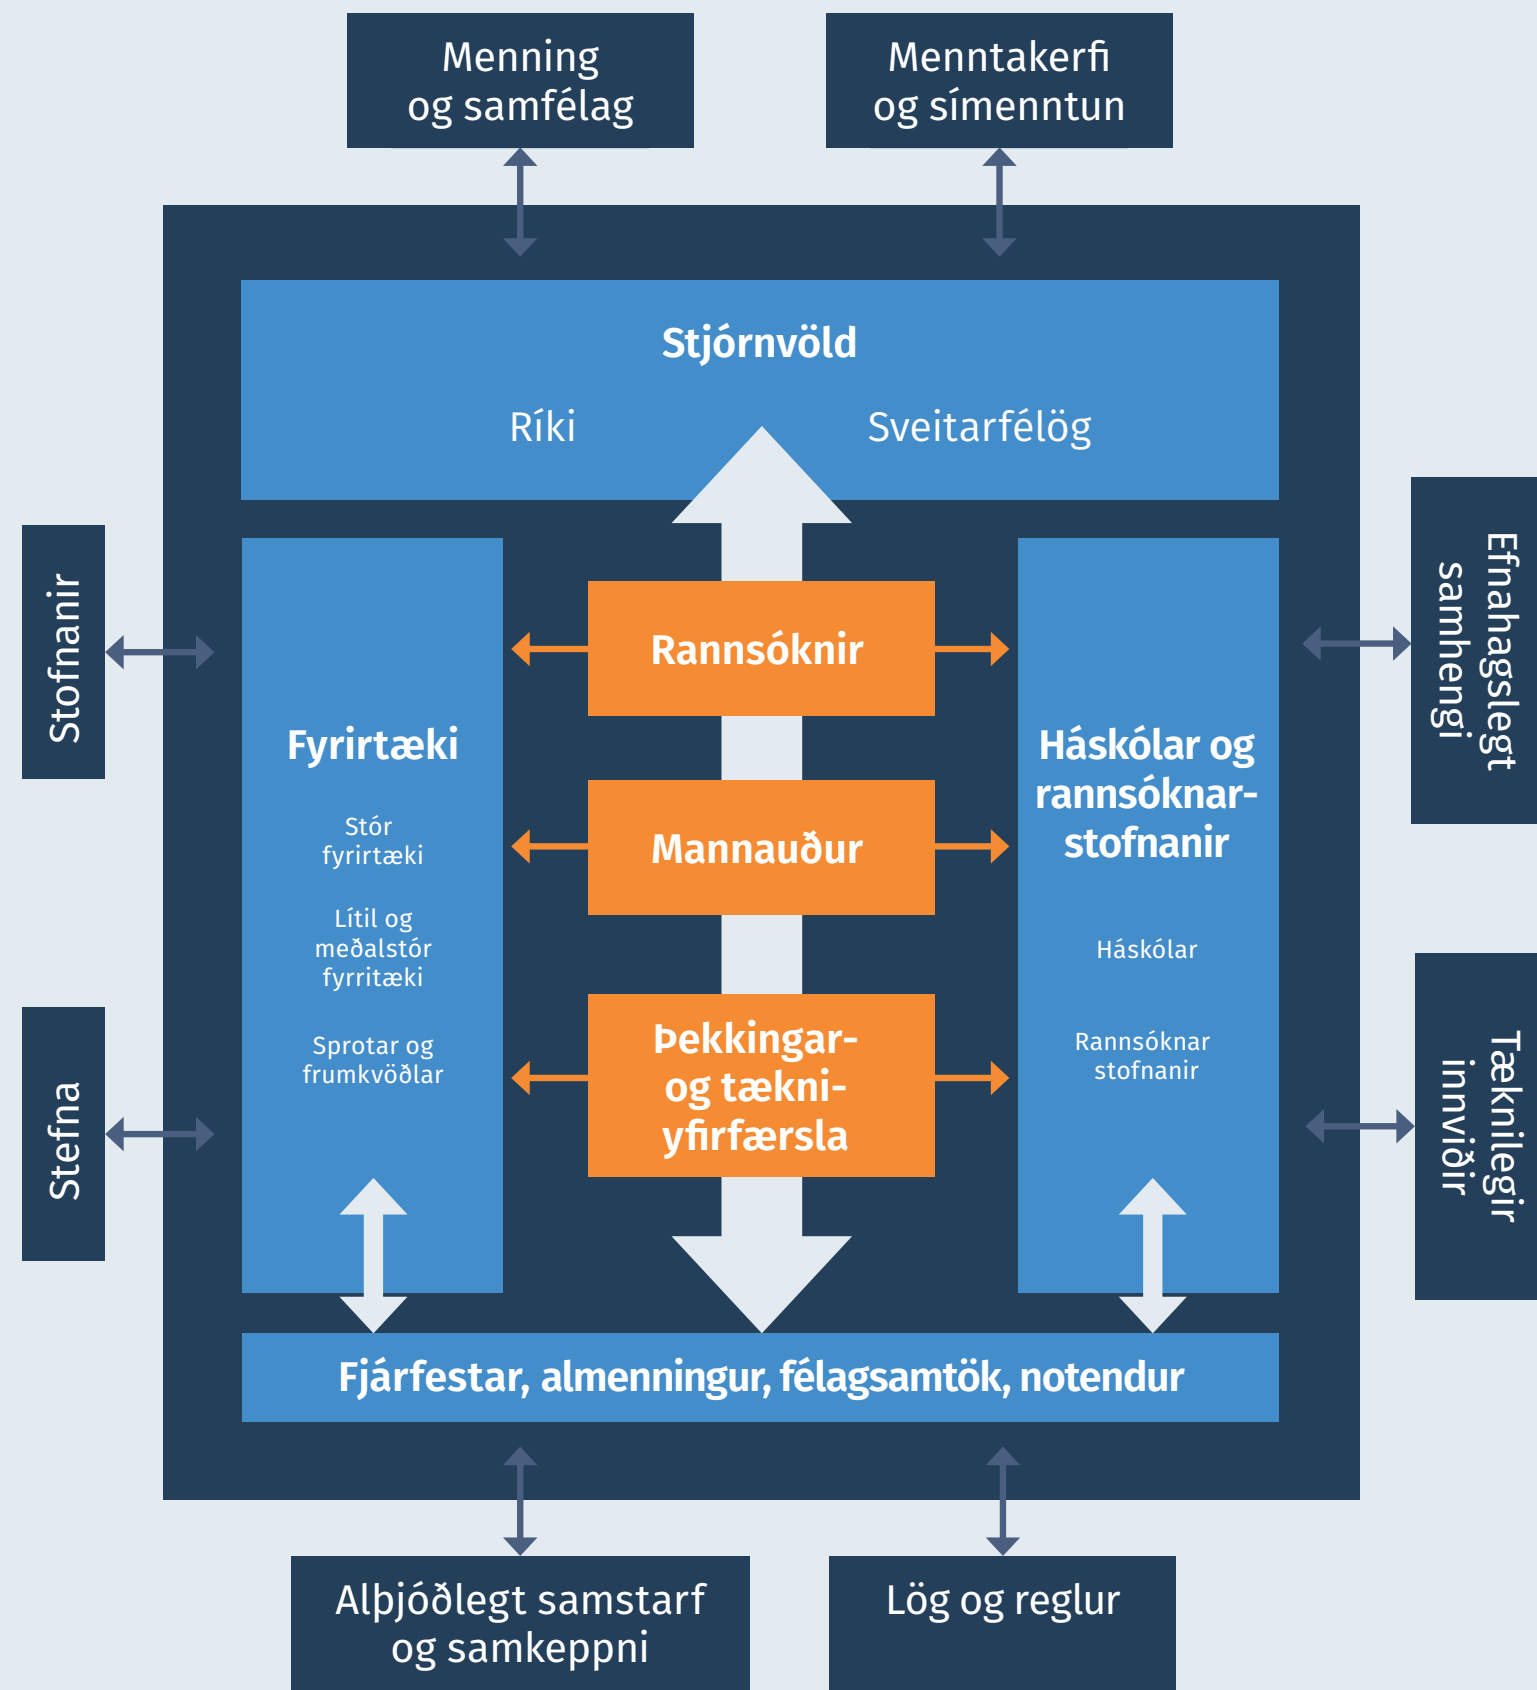 Menning
og samfélag
Menntakerfi
og símenntun
Stjórnvöld
Ríki
Sveitarfélög
Stofnanir
Stefna
Fyrirtæki
Stór
fyrirtæki
Lítil og
meðalstór
fyrritæki
Sprotar og
frumkvöðlar
Rannsóknir
Mannauður
Þekkingar-
og tækni-
yfirfærsla
Háskólar og
rannsóknar-
stofnanir
Háskólar
Rannsóknar
stofnanir
Efnahagslegt
samhengi
Tæknilegir
innviðir
Fjárfestar, almenningur, félagsamtök, notendur
Alþjóðlegt samstarf
og samkeppni
Lög og reglur